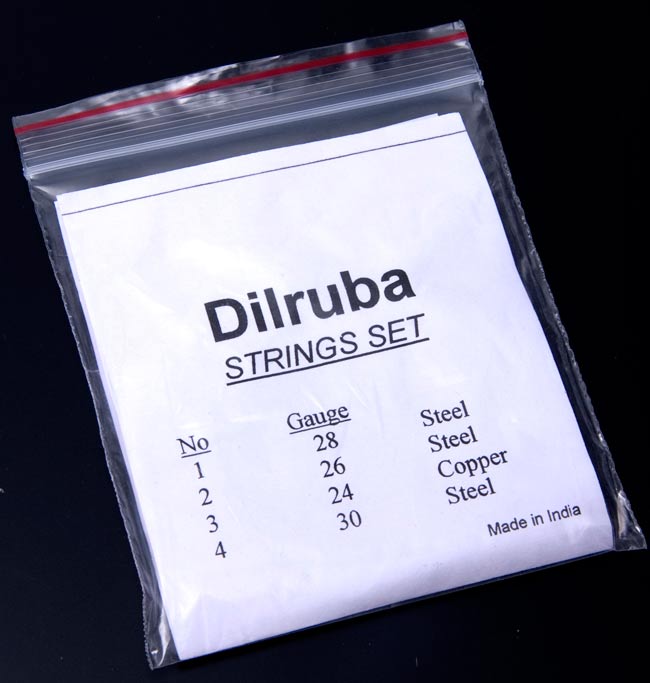 Dilruba
STRINGS SET
No Gauge
1 28 Steel
2 26 Steel
3 24 Copper
4 30 Steel
Made in India